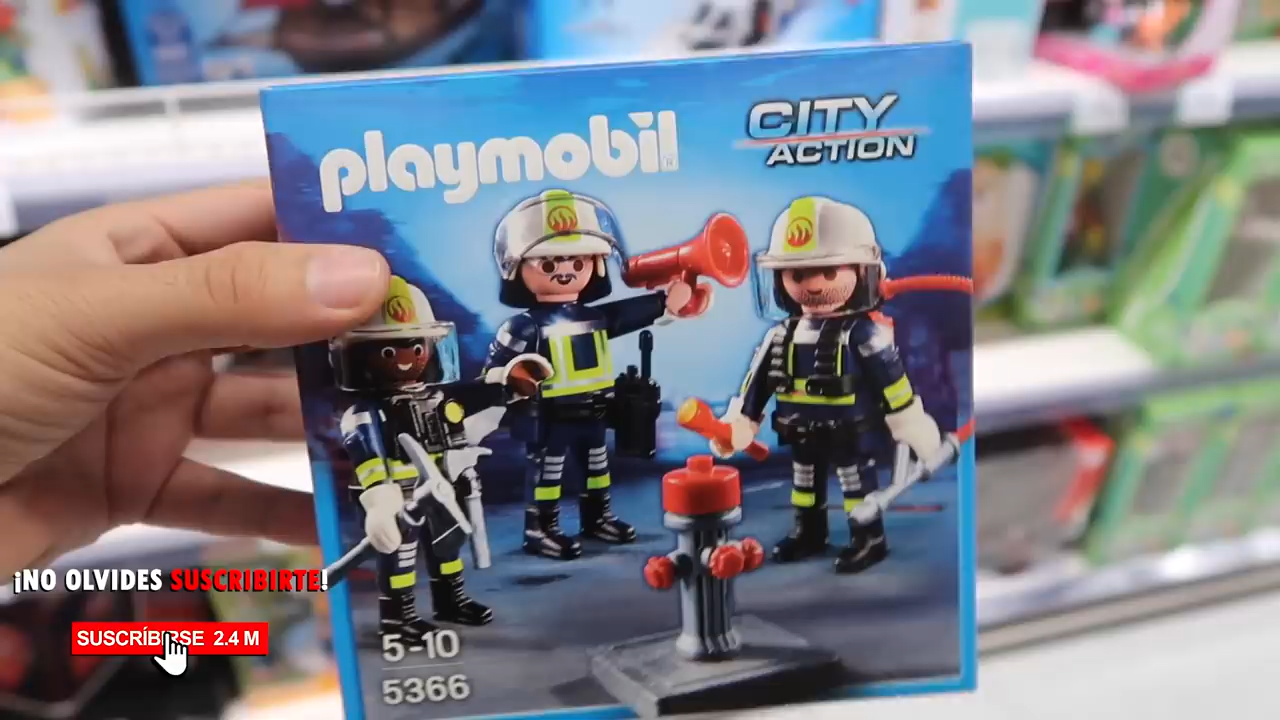 playmobil
CITY
ACTION
5-10
5366
¡NO OLVIDES SUSCRIBIRTE!
SUSCRÍBIRSE 2.4 M